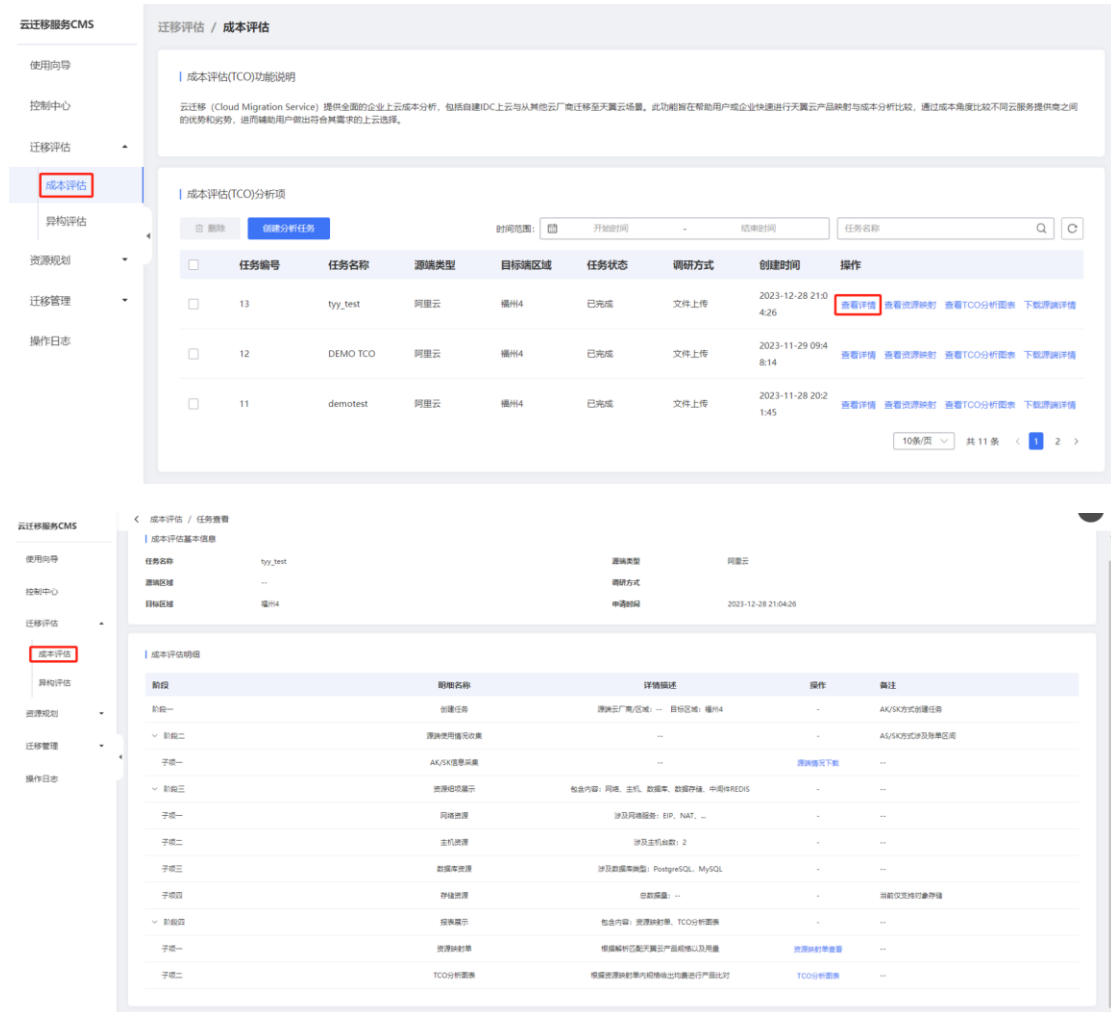 云迁移服务CMS
迁移评估 / 成本评估
使用向导
控制中心
迁移评估
成本评估
异构评估
资源规划
迁移管理
操作日志
成本评估(TCO)功能说明
云迁移（Cloud Migration Service）提供全面的企业上云成本分析，包括自建IDC上云与从其他云厂商迁移至天翼云场景。此功能旨在帮助用户或企业快速进行天翼云产品映射与成本分析比较，通过成本角度比较不同云服务提供商之间
的优势和劣势，进而辅助用户做出符合其需求的上云选择。
成本评估(TCO)分析项
删除 创建分析任务 时间范围: 开始时间 - 结束时间 任务名称
任务编号 任务名称 源端类型 目标端区域 任务状态 调研方式 创建时间 操作
13 tyy_test 阿里云 福州4 已完成 文件上传 2023-12-28 21:0
4:26 查看详情 查看资源映射 查看TCO分析图表 下载源端详情
12 DEMO TCO 阿里云 福州4 已完成 文件上传 2023-11-29 09:4
8:14 查看详情 查看资源映射 查看TCO分析图表 下载源端详情
11 demotest 阿里云 福州4 已完成 文件上传 2023-11-28 20:2
1:45 查看详情 查看资源映射 查看TCO分析图表 下载源端详情
10条/页 共 11 条 1 2
云迁移服务CMS
成本评估 / 任务查看
使用向导
控制中心
迁移评估
成本评估
异构评估
资源规划
迁移管理
操作日志
成本评估基本信息
任务名称 tyy_test 源端类型 阿里云
源端区域 -- 调研方式
目标区域 福州4 申请时间 2023-12-28 21:04:26
成本评估明细
阶段 明细名称 详情描述 操作 备注
阶段一 创建任务 源端云厂商/区域: -- 目标区域: 福州4 - AK/SK方式创建任务
阶段二 源端使用情况收集 -- - AS/SK方式涉及账单区间
子项一 AK/SK信息采集 -- 源端情况下载 --
阶段三 资源细项展示 包含内容: 网络、主机、数据库、数据存储、中间件REDIS - --
子项一 网络资源 涉及网络服务: EIP、NAT、... - --
子项二 主机资源 涉及主机台数: 2 - --
子项三 数据库资源 涉及数据库类型: PostgreSQL、MySQL - --
子项四 存储资源 总数据量: -- - 当前仅支持对象存储
阶段四 报表展示 包含内容: 资源映射单、TCO分析图表 - --
子项一 资源映射单 根据解析匹配天翼云产品规格以及用量 资源映射单查看 --
子项二 TCO分析图表 根据资源映射单内规格给出均量进行产品比对 TCO分析图表 --